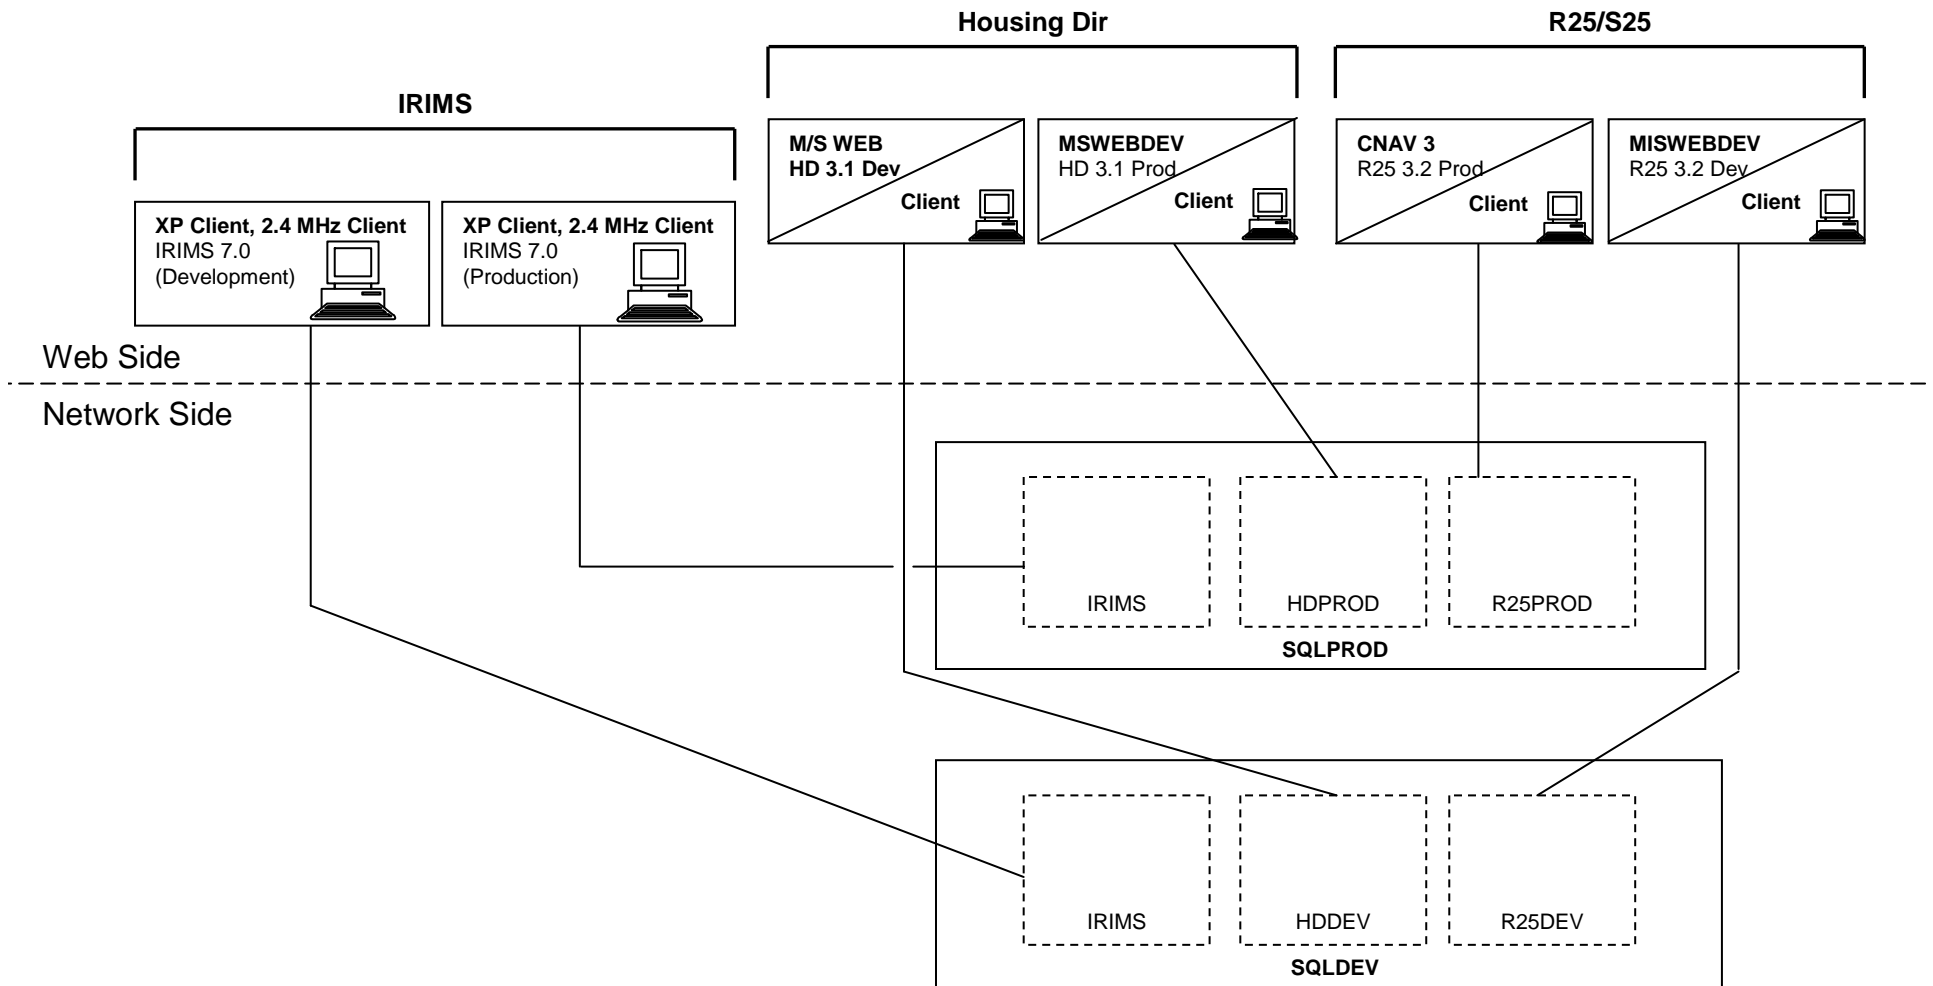 Housing Dir
R25/S25
IRIMS
M/S WEB
HD 3.1 Dev
Client
MSWEBDEV
HD 3.1 Prod
Client
CNAV 3
R25 3.2 Prod
Client
MISWEBDEV
R25 3.2 Dev
Client
XP Client, 2.4 MHz Client
IRIMS 7.0
(Development)
XP Client, 2.4 MHz Client
IRIMS 7.0
(Production)
Web Side
Network Side
IRIMS
HDPROD
R25PROD
SQLPROD
IRIMS
HDDEV
R25DEV
SQLDEV